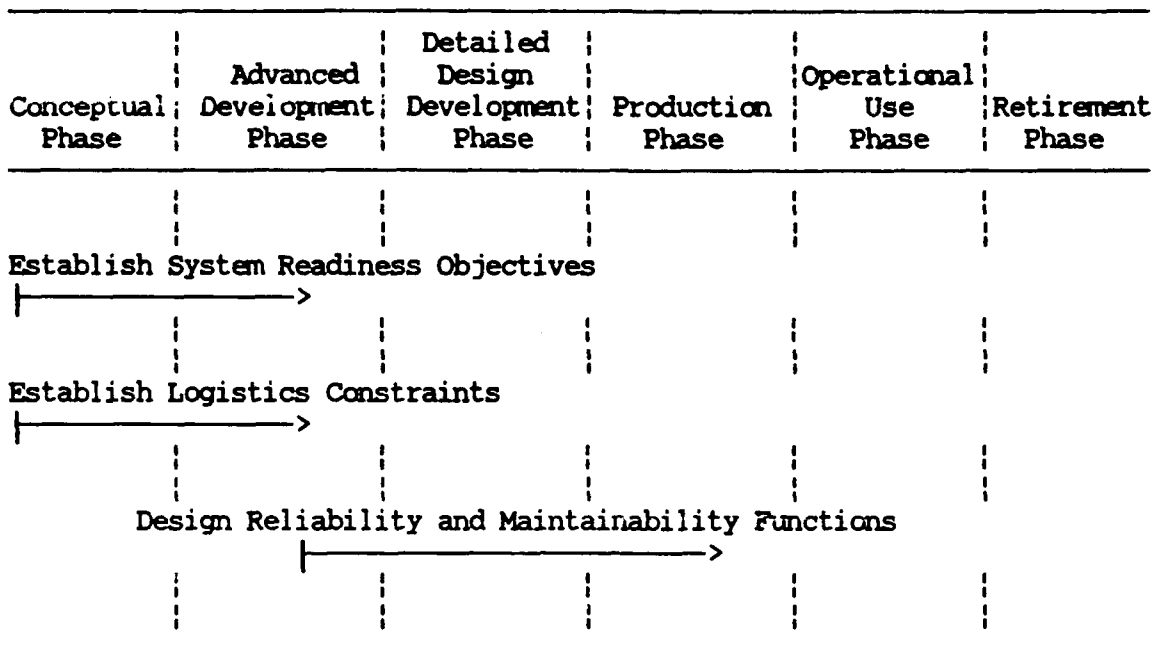 Detailed
Advanced Design Operational
Conceptual Development Development Production Use Retirement
Phase Phase Phase Phase Phase Phase
Establish System Readiness Objectives
Establish Logistics Constraints
Design Reliability and Maintainability Functions